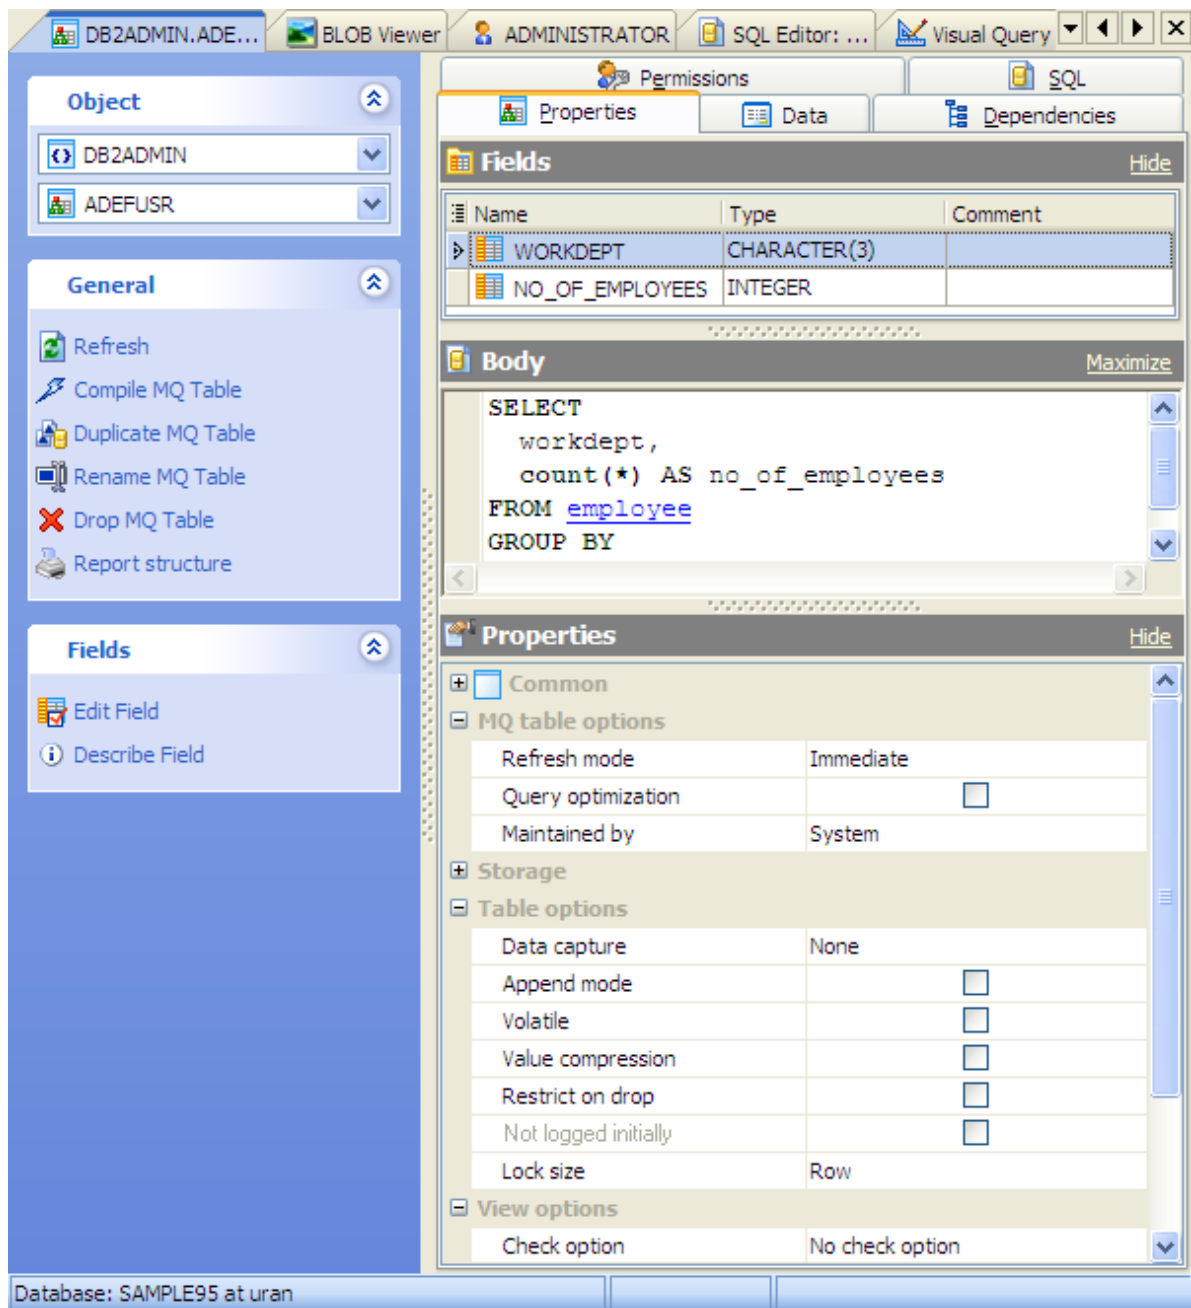 DB2ADMIN.ADE...
BLOB Viewer
ADMINISTRATOR
SQL Editor: ...
Visual Query
Object
DB2ADMIN
ADEFUSR
General
Refresh
Compile MQ Table
Duplicate MQ Table
Rename MQ Table
Drop MQ Table
Report structure
Fields
Edit Field
Describe Field
Permissions
SQL
Properties
Data
Dependencies
Fields
Hide
Name Type Comment
WORKDEPT CHARACTER(3)
NO_OF_EMPLOYEES INTEGER
Body
Maximize
SELECT
workdept,
count(*) AS no_of_employees
FROM employee
GROUP BY
Properties
Hide
Common
MQ table options
Refresh mode Immediate
Query optimization
Maintained by System
Storage
Table options
Data capture None
Append mode
Volatile
Value compression
Restrict on drop
Not logged initially
Lock size Row
View options
Check option No check option
Database: SAMPLE95 at uran